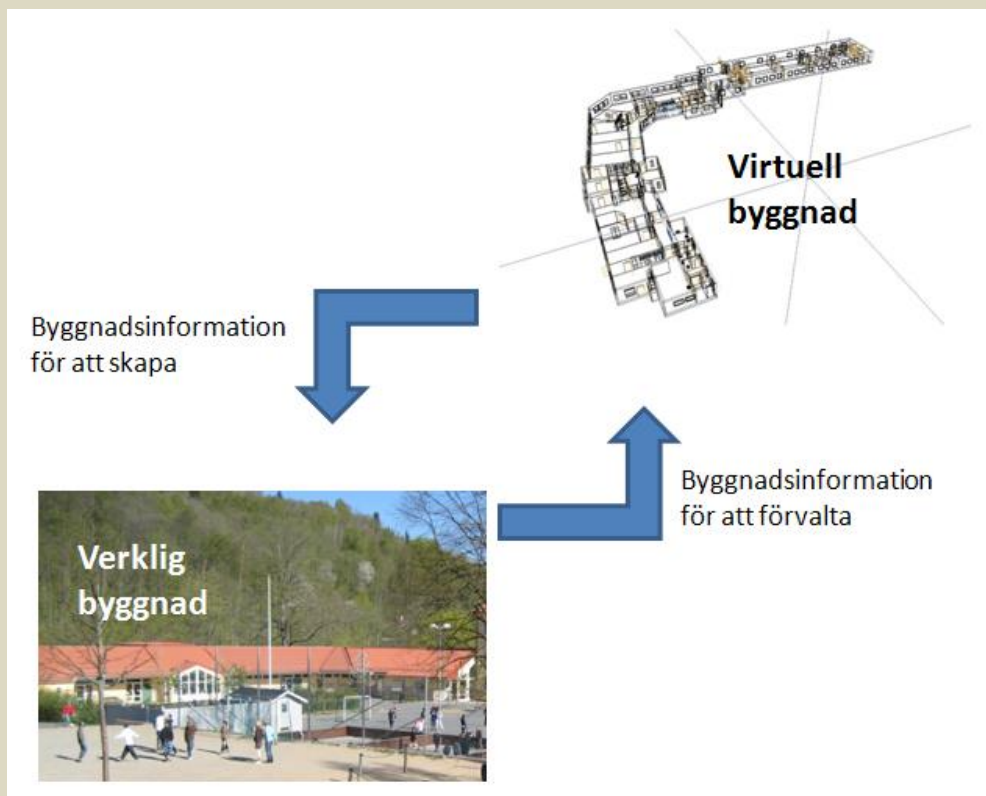 Virtuell
byggnad
Byggnadsinformation
för att skapa
Byggnadsinformation
för att förvalta
Verklig
byggnad